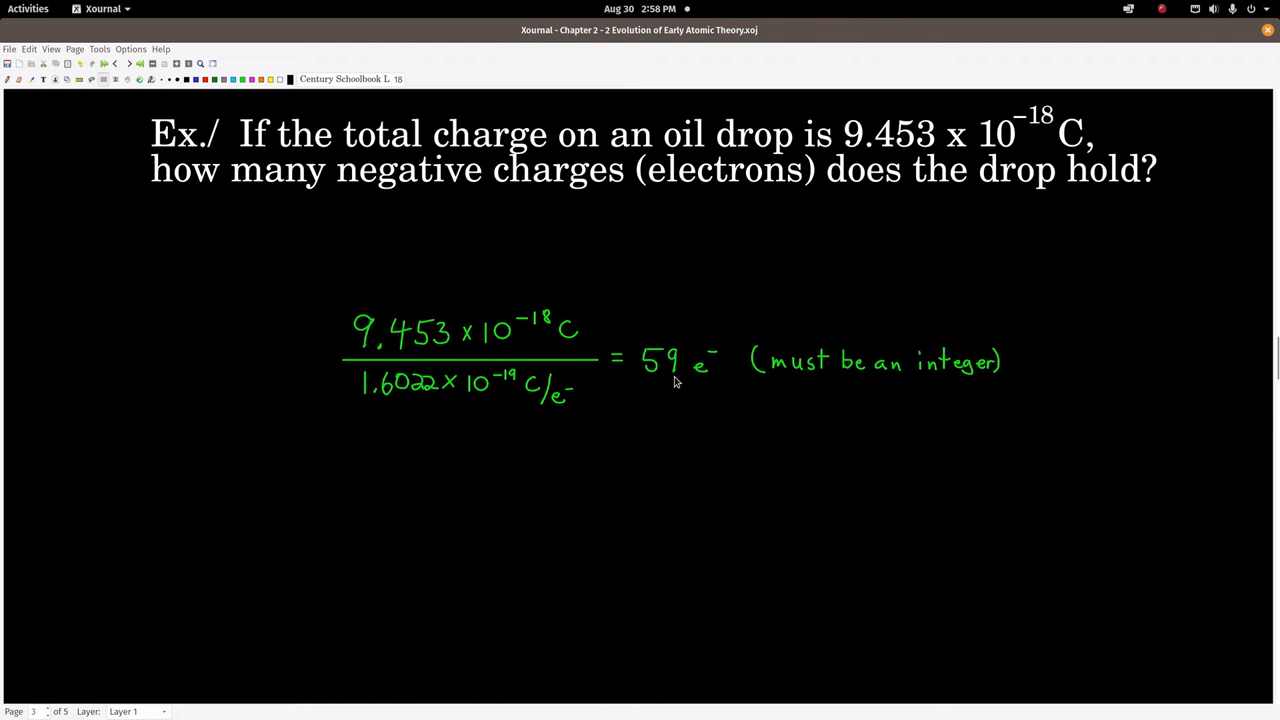 Activities Xournal Aug 30 2:58 PM
Xournal - Chapter 2 - 2 Evolution of Early Atomic Theory.xoj
File Edit View Page Tools Options Help
Century Schoolbook L 18
Ex./ If the total charge on an oil drop is 9.453 x 10⁻¹⁸ C,
how many negative charges (electrons) does the drop hold?
9.453 x 10⁻¹⁸ C
1.6022 x 10⁻¹⁹ C/e⁻
= 59 e⁻ (must be an integer)
Page 3 of 5 Layer: Layer 1